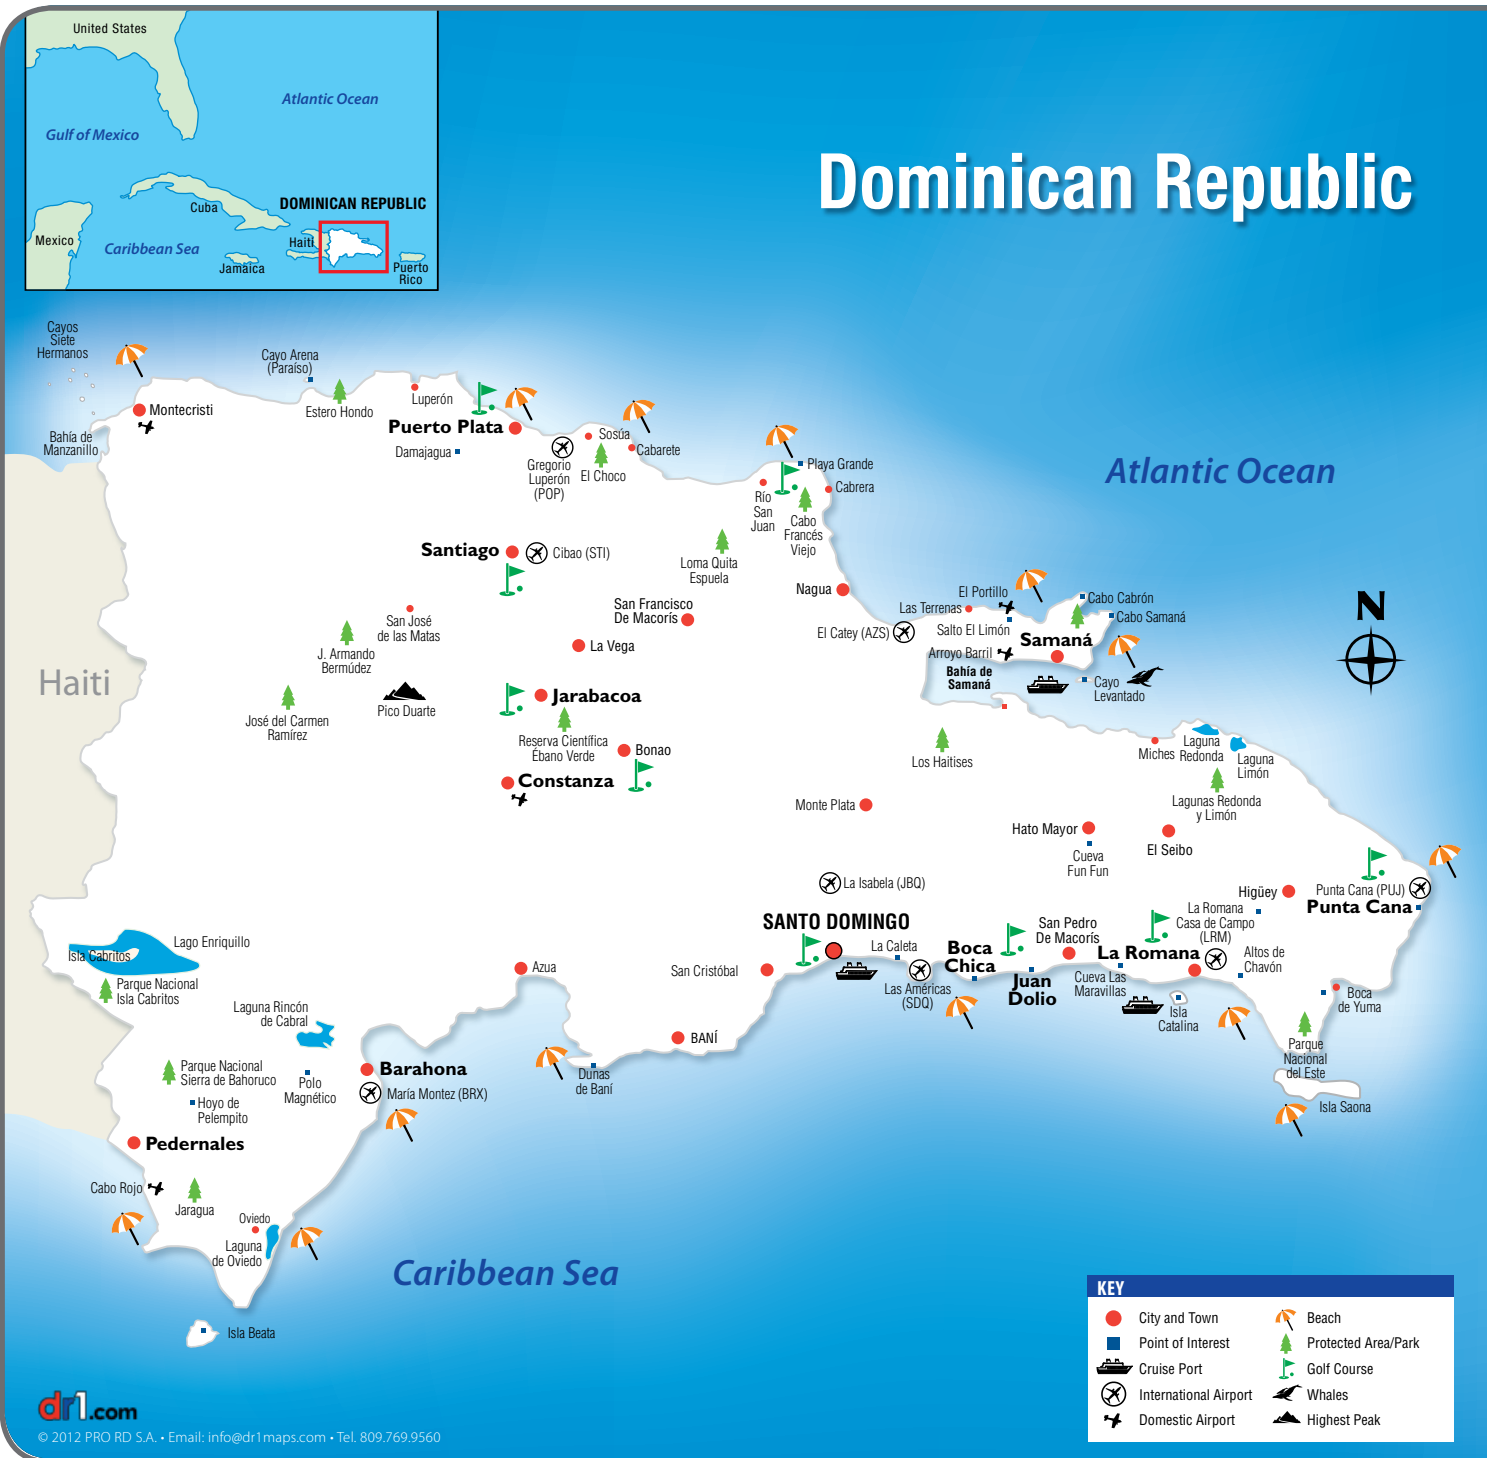 United States
Atlantic Ocean
Gulf of Mexico
Cuba
DOMINICAN REPUBLIC
Mexico
Caribbean Sea
Haiti
Jamaica
Puerto
Rico
Dominican Republic
Cayos
Siete
Hermanos
Cayo Arena
(Paraíso)
Montecristi
Estero Hondo
Luperón
Bahía de
Manzanillo
Puerto Plata
Damajagua
Sosúa
Cabarete
Gregorio
Luperón
(POP)
El Choco
Playa Grande
Cabrera
Río
San
Juan
Cabo
Francés
Viejo
Atlantic Ocean
Santiago
Cibao (STI)
Loma Quita
Espuela
Nagua
San Francisco
De Macorís
San José
de las Matas
La Vega
J. Armando
Bermúdez
El Portillo
Cabo Cabrón
Las Terrenas
Cabo Samaná
Salto El Limón
El Catey (AZS)
Samaná
Arroyo Barril
Bahía de
Samaná
Cayo
Levantado
N
Haiti
Pico Duarte
Jarabacoa
José del Carmen
Ramírez
Reserva Científica
Ébano Verde
Bonao
Constanza
Los Haitises
Miches
Laguna
Redonda
Laguna
Limón
Lagunas Redonda
y Limón
Monte Plata
Hato Mayor
Cueva
Fun Fun
El Seibo
La Isabela (JBQ)
Higüey
Punta Cana (PUJ)
Punta Cana
SANTO DOMINGO
La Caleta
Boca
Chica
San Pedro
De Macorís
La Romana
Casa de Campo
(LRM)
La Romana
Altos de
Chavón
Lago Enriquillo
Isla Cabritos
Parque Nacional
Isla Cabritos
Azua
San Cristóbal
Las Américas
(SDQ)
Juan
Dolio
Cueva Las
Maravillas
Isla
Catalina
Boca
de Yuma
Laguna Rincón
de Cabral
BANÍ
Parque
Nacional
del Este
Parque Nacional
Sierra de Bahoruco
Polo
Magnético
Barahona
María Montez (BRX)
Dunas
de Baní
Hoyo de
Pelempito
Isla Saona
Pedernales
Cabo Rojo
Jaragua
Oviedo
Laguna
de Oviedo
Caribbean Sea
Isla Beata
KEY
City and Town
Point of Interest
Cruise Port
International Airport
Domestic Airport
Beach
Protected Area/Park
Golf Course
Whales
Highest Peak
dr1.com
© 2012 PRO RD S.A. • Email: info@dr1maps.com • Tel. 809.769.9560